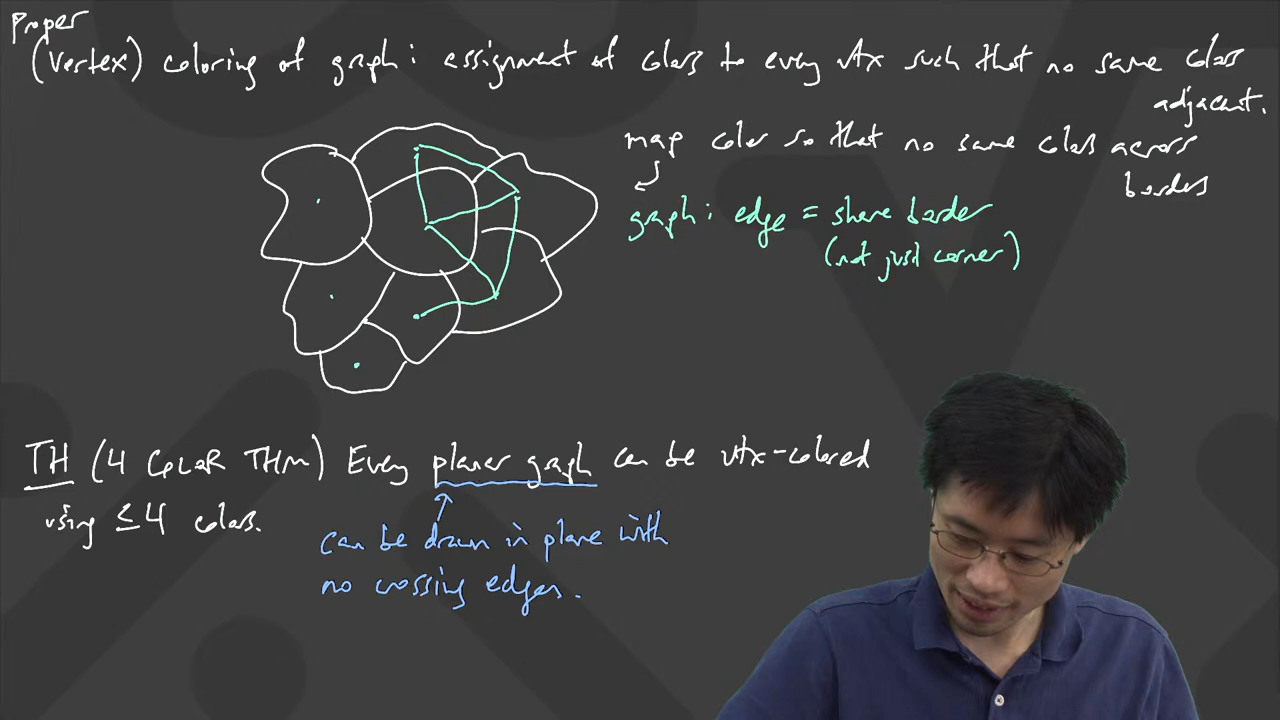 Proper
(vertex) coloring of graph: assignment of colors to every vtx such that no same colors
adjacent.
map color so that no same colors across
borders
graph: edge = share border
(not just corner)
TH (4 COLOR THM) Every planar graph can be vtx-colored
using ≤4 colors.
can be drawn in plane with
no crossing edges.